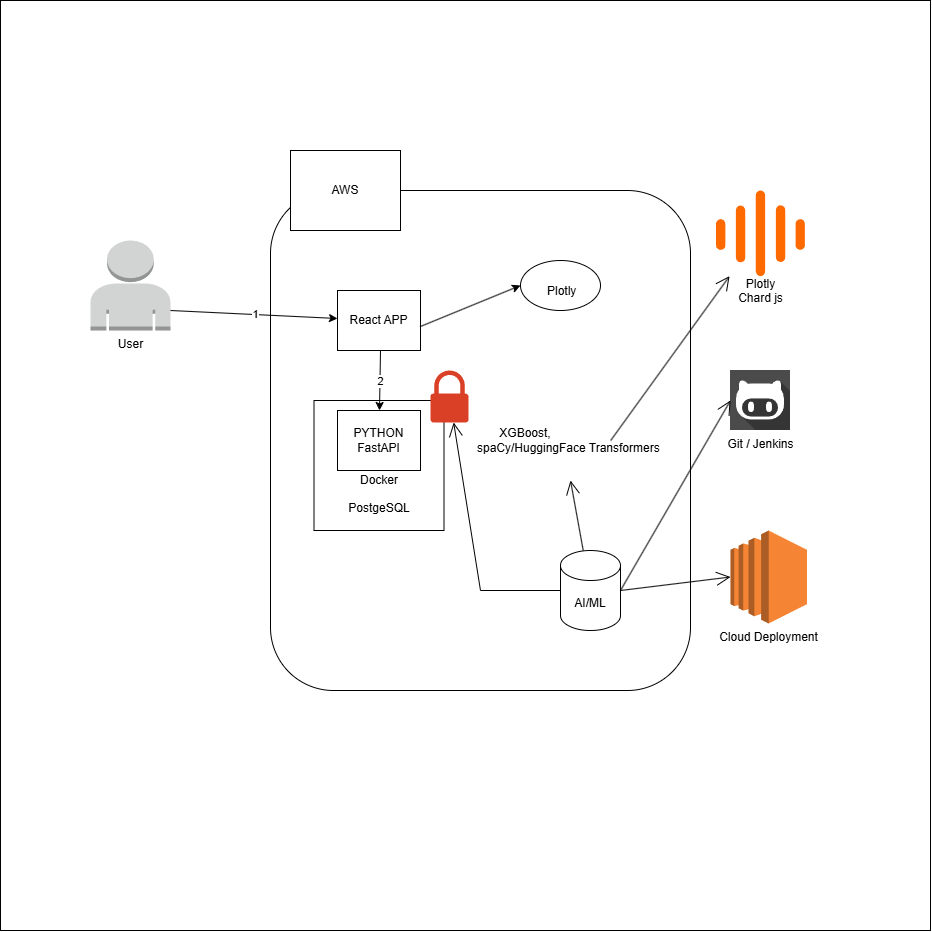 AWS
User
1
React APP
Plotly
Plotly
Chard js
2
PYTHON
FastAPI
Docker
PostgeSQL
XGBoost,
spaCy/HuggingFace Transformers
Git / Jenkins
AI/ML
Cloud Deployment